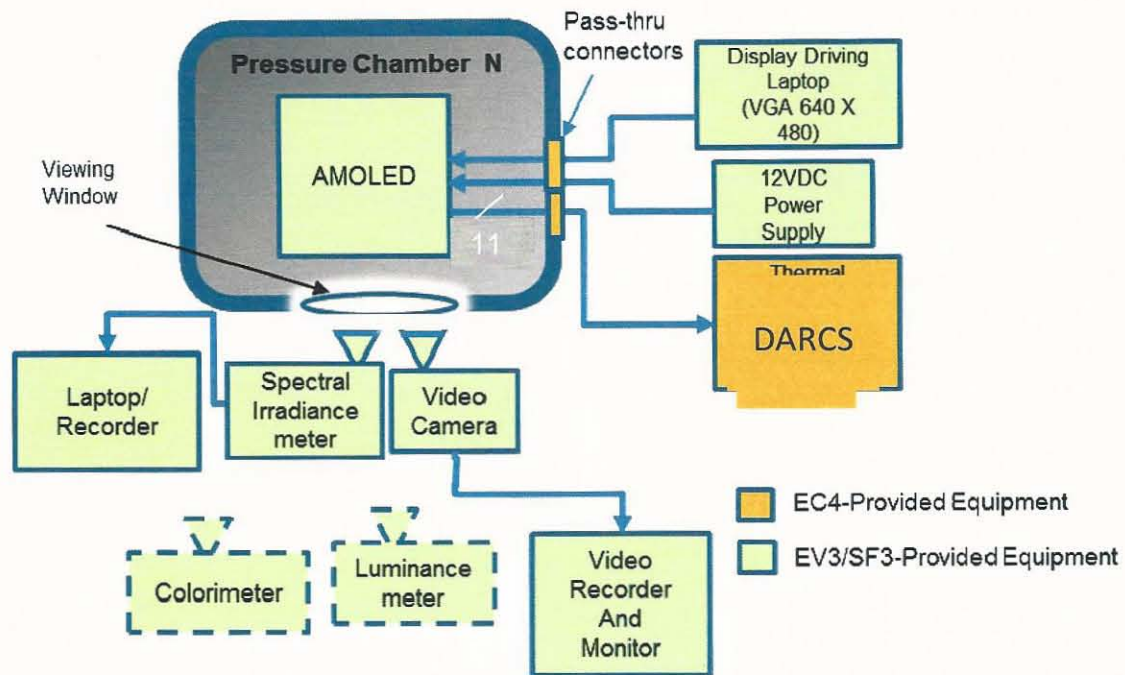 Pass-thru
connectors
Pressure Chamber N
Display Driving
Laptop
(VGA 640 X
480)
Viewing
Window
AMOLED
12VDC
Power
Supply
11
Thermal
DARCS
Laptop/
Recorder
Spectral
Irradiance
meter
Video
Camera
EC4-Provided Equipment
EV3/SF3-Provided Equipment
Colorimeter
Luminance
meter
Video
Recorder
And
Monitor